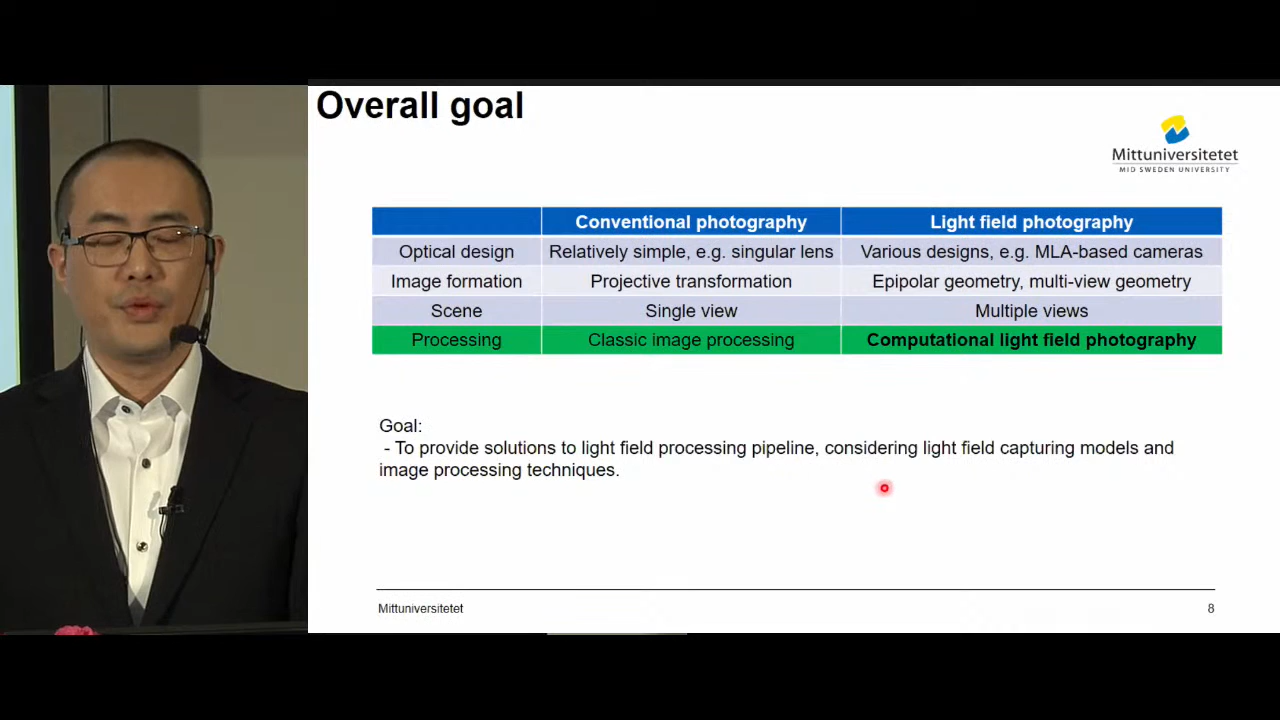 Overall goal
Mittuniversitetet
MID SWEDEN UNIVERSITY
Conventional photography Light field photography
Optical design Relatively simple, e.g. singular lens Various designs, e.g. MLA-based cameras
Image formation Projective transformation Epipolar geometry, multi-view geometry
Scene Single view Multiple views
Processing Classic image processing Computational light field photography
Goal:
- To provide solutions to light field processing pipeline, considering light field capturing models and
image processing techniques.
Mittuniversitetet 8